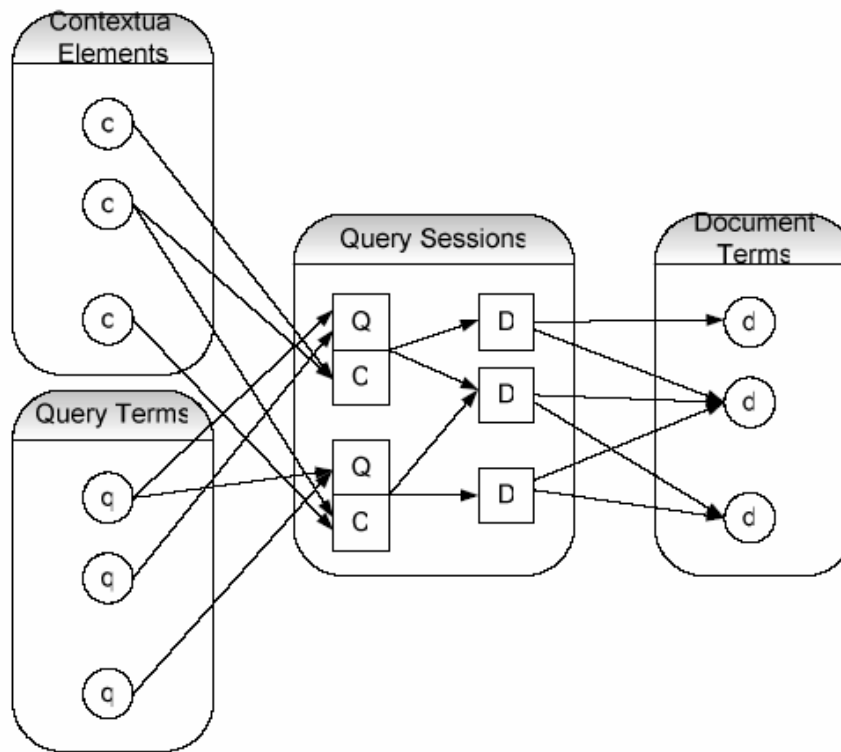 Contextua
Elements
c
c
c
Query Terms
q
q
q
Query Sessions
Q
C
Q
C
D
D
D
Document
Terms
d
d
d